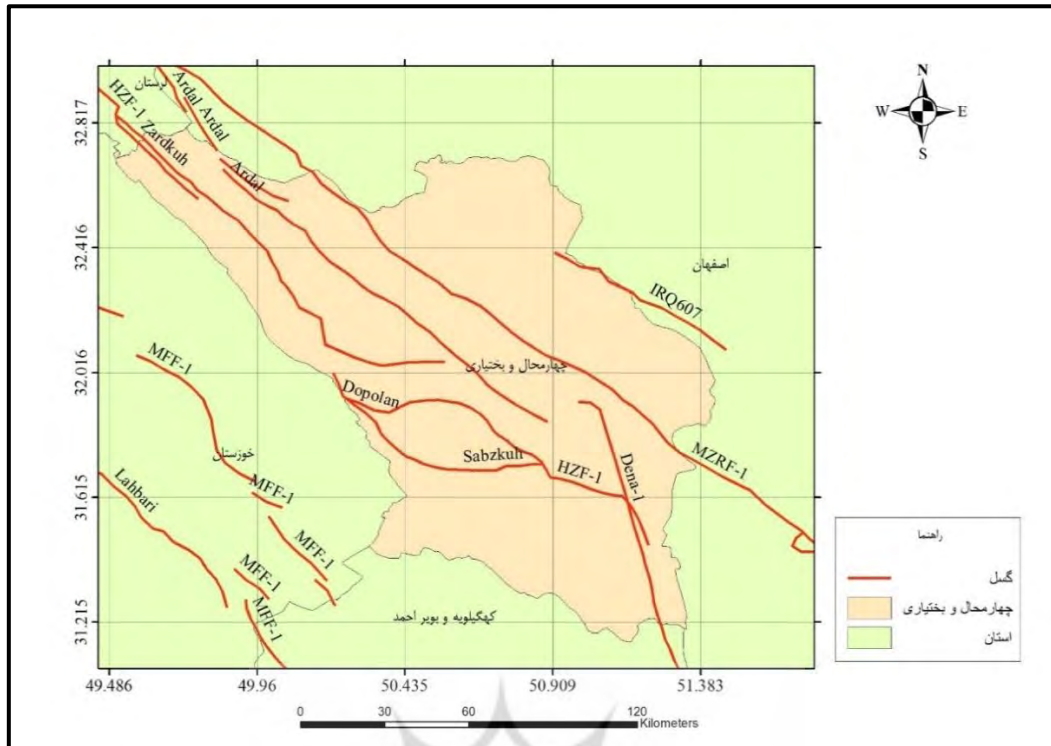 N
W E
S
لرستان
Ardal
Ardal
HZF-1
Zardkuh
Ardal
اصفهان
IRQ607
MFF-1
چهارمحال و بختیاری
Dopolan
خوزستان
Sabzkuh
HZF-1
Dena-1
MZRF-1
Lahbari
MFF-1
MFF-1
MFF-1
MFF-1
کهگیلویه و بویر احمد
32.817
32.416
32.016
31.615
31.215
49.486 49.96 50.435 50.909 51.383
0 30 60 120
Kilometers
راهنما
گسل
چهارمحال و بختیاری
استان